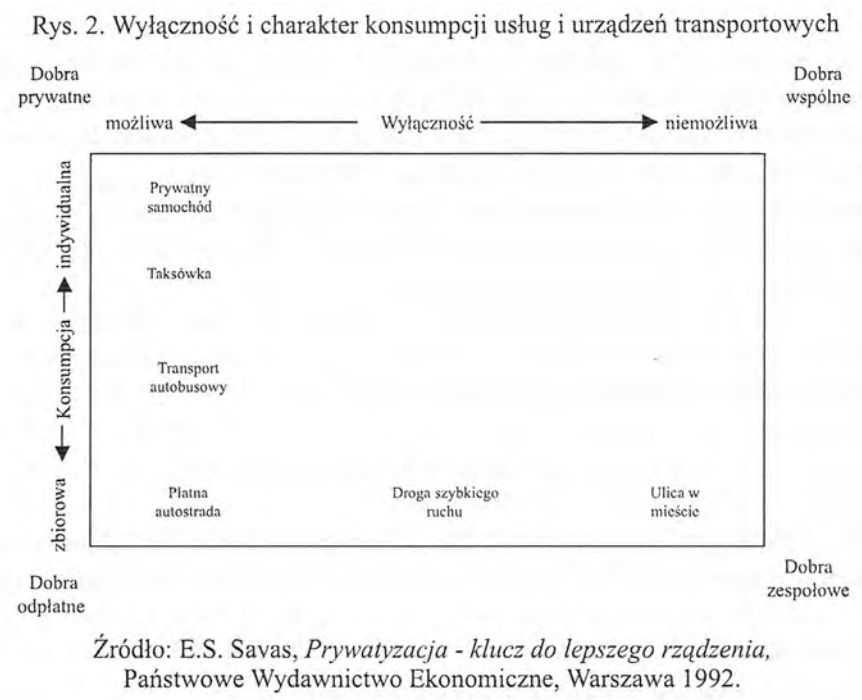 Rys. 2. Wyłączność i charakter konsumpcji usług i urządzeń transportowych
Dobra
prywatne
Dobra
wspólne
możliwa
Wyłączność
niemożliwa
indywidualna
Konsumpcja
zbiorowa
Prywatny
samochód
Taksówka
Transport
autobusowy
Płatna
autostrada
Droga szybkiego
ruchu
Ulica w
mieście
Dobra
odpłatne
Dobra
zespołowe
Źródło: E.S. Savas, Prywatyzacja - klucz do lepszego rządzenia,
Państwowe Wydawnictwo Ekonomiczne, Warszawa 1992.